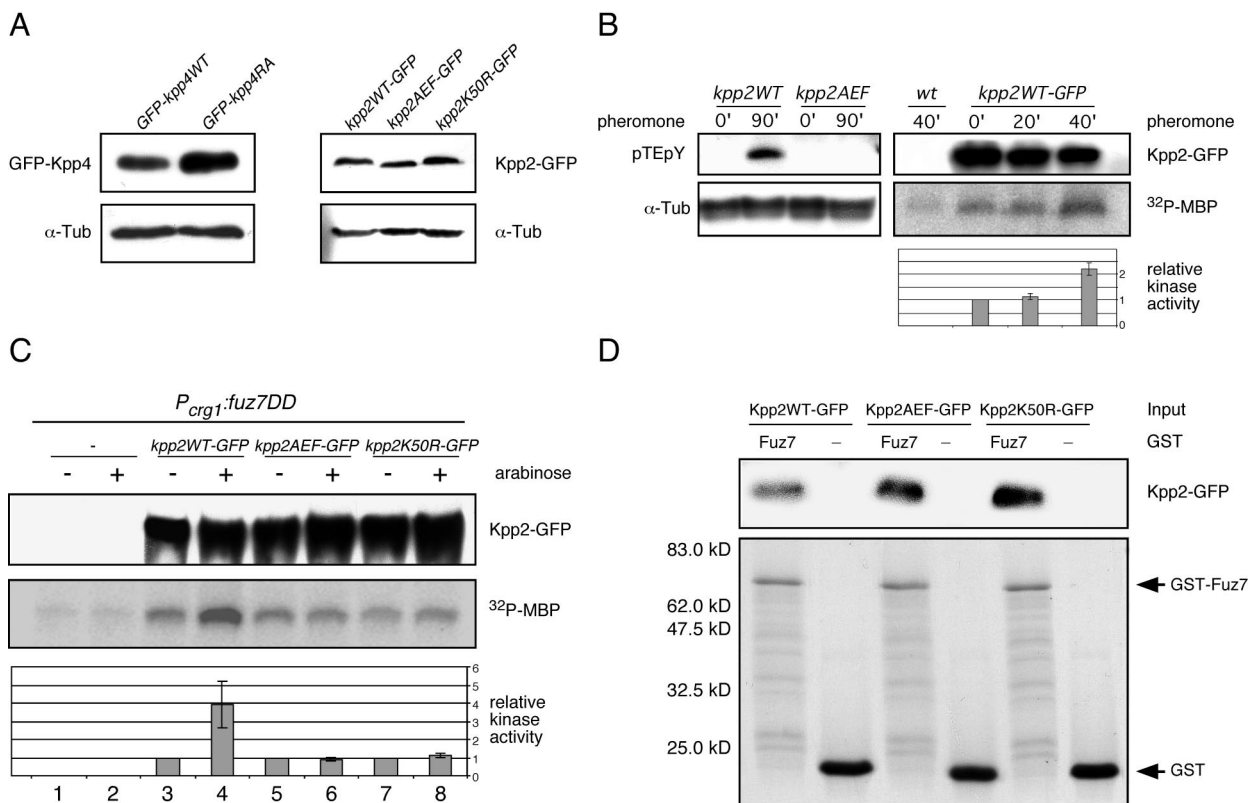 A
GFP-kpp4WT
GFP-kpp4RA
kpp2WT-GFP
kpp2AEF-GFP
kpp2K50R-GFP
GFP-Kpp4
Kpp2-GFP
α-Tub
α-Tub
B
kpp2WT kpp2AEF wt kpp2WT-GFP
pheromone 0' 90' 0' 90' 40' 0' 20' 40' pheromone
pTEpY
Kpp2-GFP
α-Tub
32P-MBP
2
1
0
relative
kinase
activity
C
Pcrg1:fuz7DD
- kpp2WT-GFP kpp2AEF-GFP kpp2K50R-GFP
- + - + - + - + arabinose
Kpp2-GFP
32P-MBP
6
5
4
3
2
1
0
relative
kinase
activity
1 2 3 4 5 6 7 8
D
Kpp2WT-GFP Kpp2AEF-GFP Kpp2K50R-GFP Input
Fuz7 – Fuz7 – Fuz7 – GST
Kpp2-GFP
83.0 kD
62.0 kD
47.5 kD
32.5 kD
25.0 kD
GST-Fuz7
GST